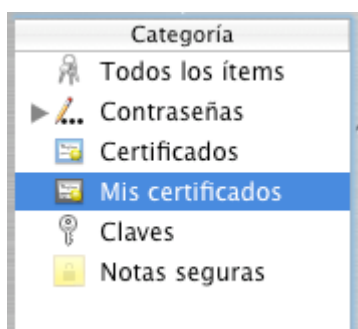 Categoría
Todos los ítems
Contraseñas
Certificados
Mis certificados
Claves
Notas seguras